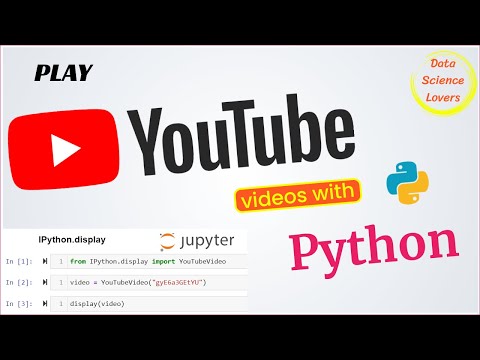 PLAY
Data
Science
Lovers
YouTube
videos with
Python
IPython.display
jupyter
In [1]: 1 from IPython.display import YouTubeVideo
In [2]: 1 video = YouTubeVideo("gyE6a3GEtYU")
In [3]: 1 display(video)